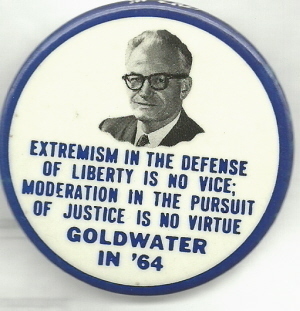 EXTREMISM IN THE DEFENSE
OF LIBERTY IS NO VICE;
MODERATION IN THE PURSUIT
OF JUSTICE IS NO VIRTUE
GOLDWATER
IN '64